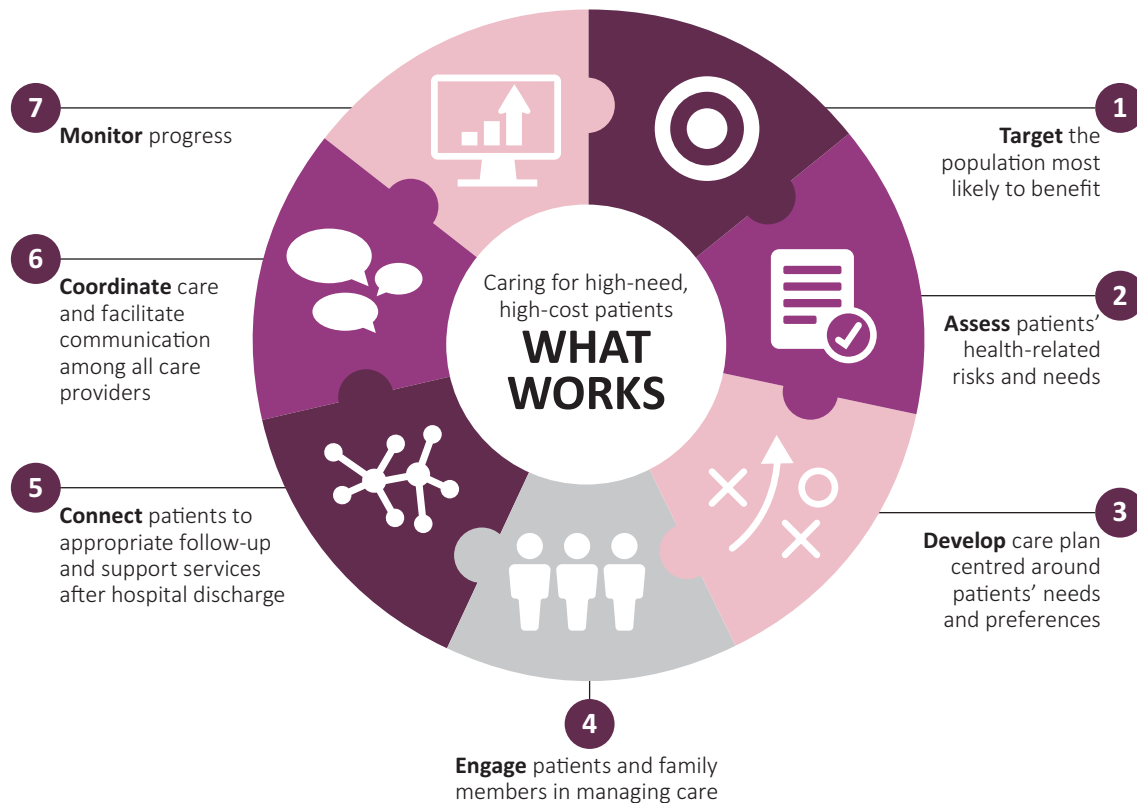 Caring for high-need,
high-cost patients
WHAT
WORKS
1
Target the
population most
likely to benefit
2
Assess patients’
health-related
risks and needs
3
Develop care plan
centred around
patients’ needs
and preferences
4
Engage patients and family
members in managing care
5
Connect patients to
appropriate follow-up
and support services
after hospital discharge
6
Coordinate care
and facilitate
communication
among all care
providers
7
Monitor progress